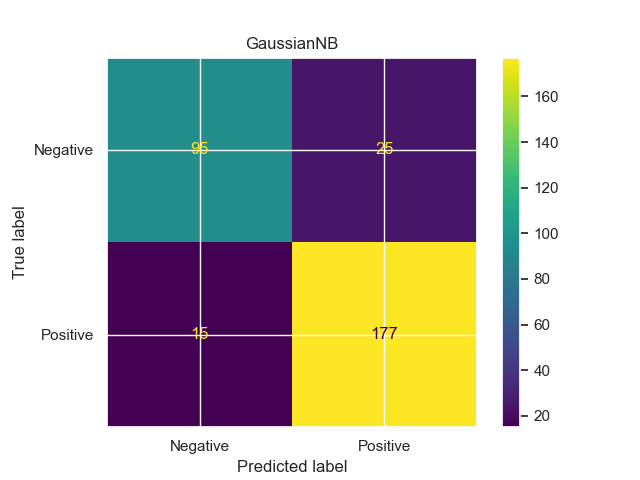 GaussianNB
True label
Negative
95
25
Positive
15
177
Negative
Positive
Predicted label
160
140
120
100
80
60
40
20